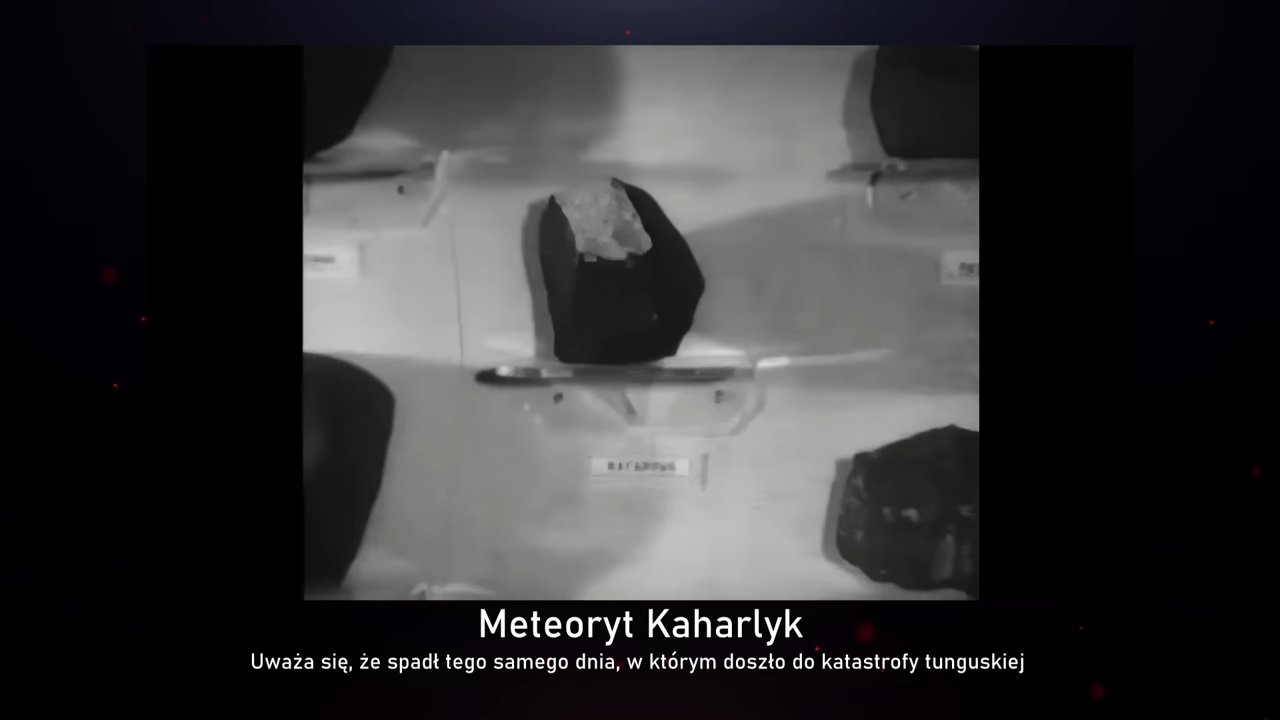 Meteoryt Kaharlyk
Uważa się, że spadł tego samego dnia, w którym doszło do katastrofy tunguskiej